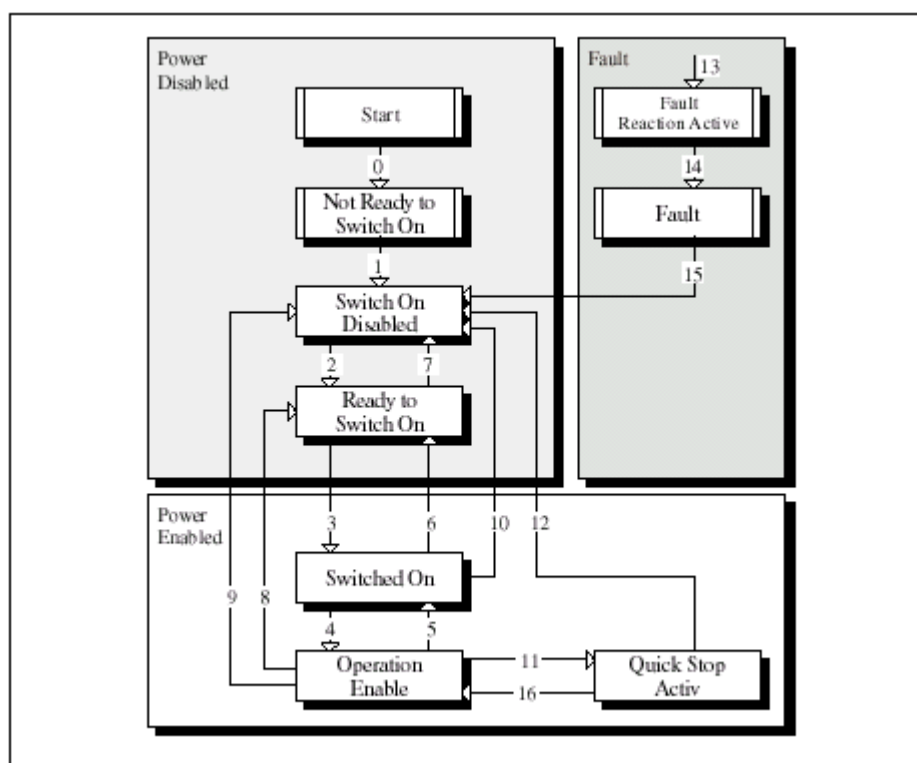 Power
Disabled
Start
0
Not Ready to
Switch On
1
Switch On
Disabled
2
7
Ready to
Switch On
Fault
13
Fault
Reaction Active
14
Fault
15
Power
Enabled
3
6
10
12
Switched On
9
8
4
5
Operation
Enable
11
16
Quick Stop
Activ